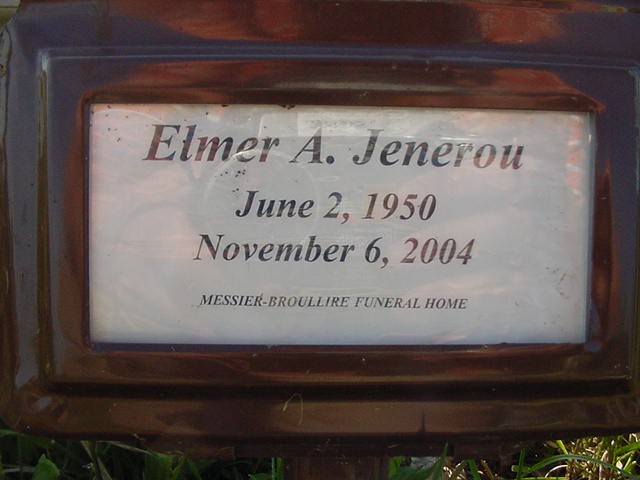 Elmer A. Jenerou
June 2, 1950
November 6, 2004
MESSIER-BROULLIRE FUNERAL HOME